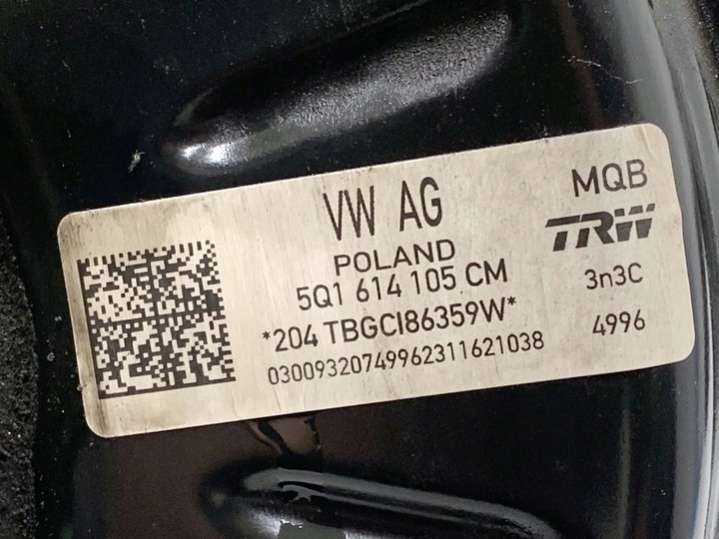 VW AG
POLAND
5Q1 614 105 CM
*204 TBGCI86359W*
03009320749962311621038
MQB
TRW
3n3C
4996